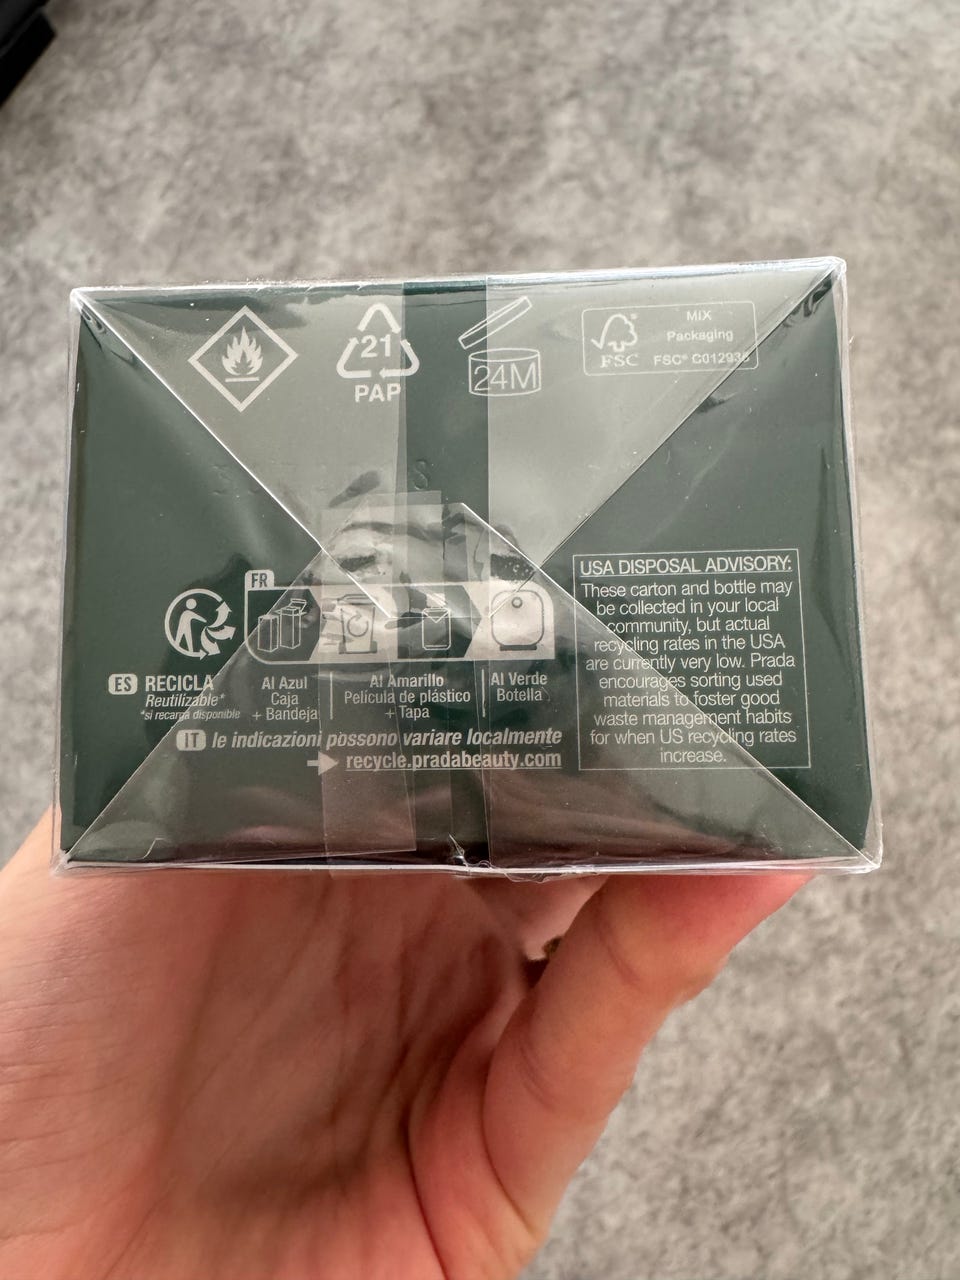 21
PAP
24M
FSC
MIX
Packaging
FSC® C012935
FR
ES RECICLA
Reutilizable*
*si recarga disponible
Al Azul
Caja
+ Bandeja
Al Amarillo
Película de plástico
+ Tapa
Al Verde
Botella
IT le indicazioni possono variare localmente
recycle.pradabeauty.com
USA DISPOSAL ADVISORY:
These carton and bottle may
be collected in your local
community, but actual
recycling rates in the USA
are currently very low. Prada
encourages sorting used
materials to foster good
waste management habits
for when US recycling rates
increase.